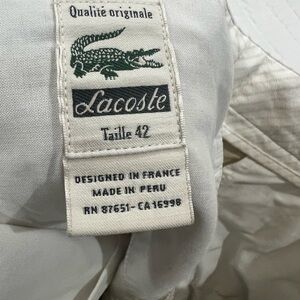 Qualité originale
Lacoste
Taille 42
DESIGNED IN FRANCE
MADE IN PERU
RN 87651-CA 16998